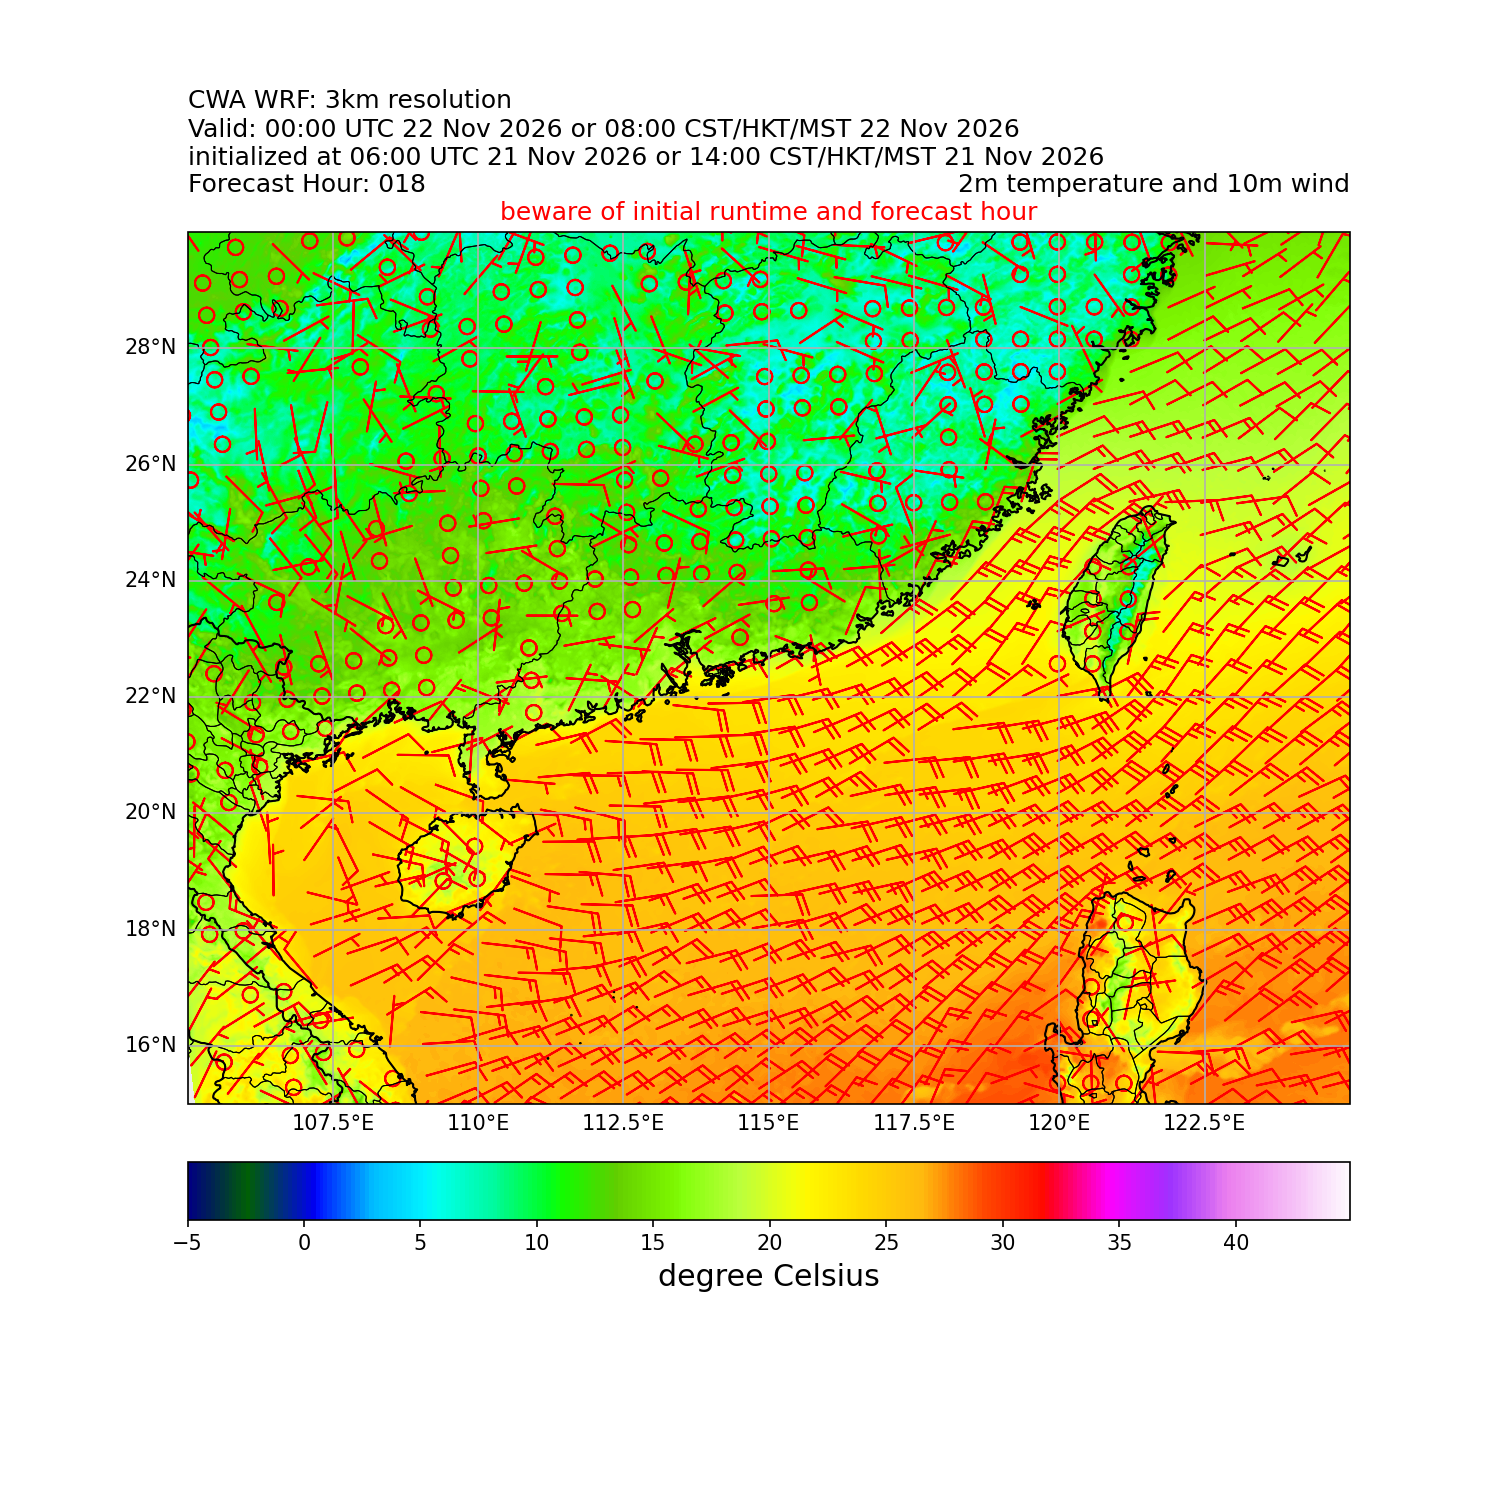 CWA WRF: 3km resolution
Valid: 00:00 UTC 22 Nov 2026 or 08:00 CST/HKT/MST 22 Nov 2026
initialized at 06:00 UTC 21 Nov 2026 or 14:00 CST/HKT/MST 21 Nov 2026
Forecast Hour: 018 2m temperature and 10m wind
beware of initial runtime and forecast hour
28°N
26°N
24°N
22°N
20°N
18°N
16°N
107.5°E 110°E 112.5°E 115°E 117.5°E 120°E 122.5°E
−5 0 5 10 15 20 25 30 35 40
degree Celsius